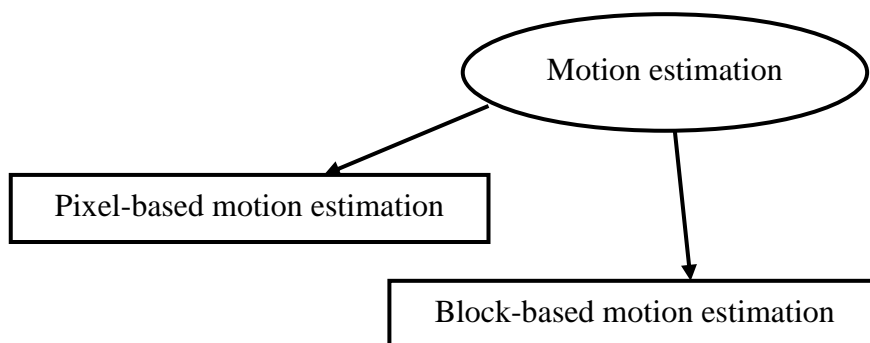 Motion estimation
Pixel-based motion estimation
Block-based motion estimation